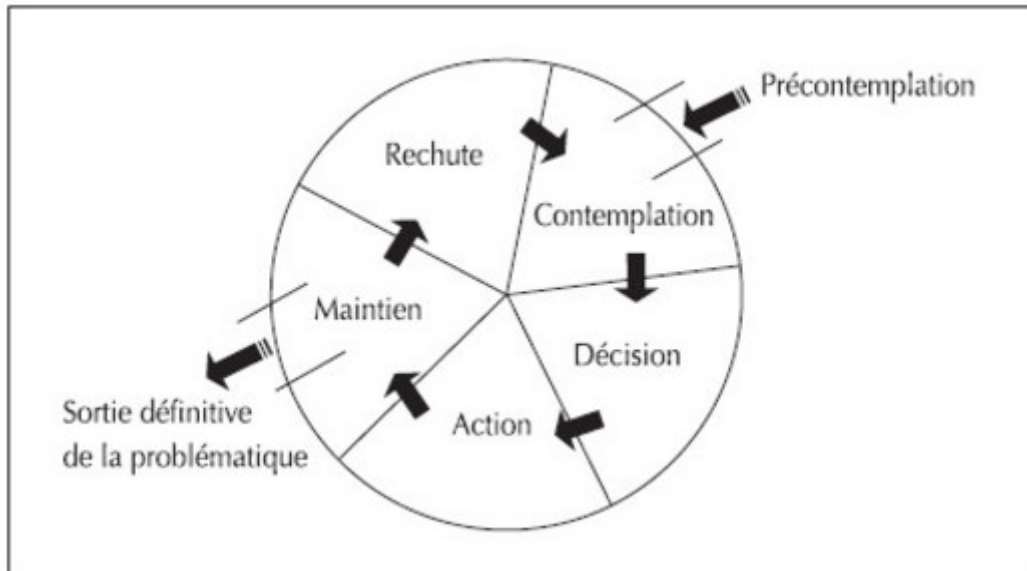 Précontemplation
Rechute
Contemplation
Maintien
Décision
Action
Sortie définitive
de la problématique